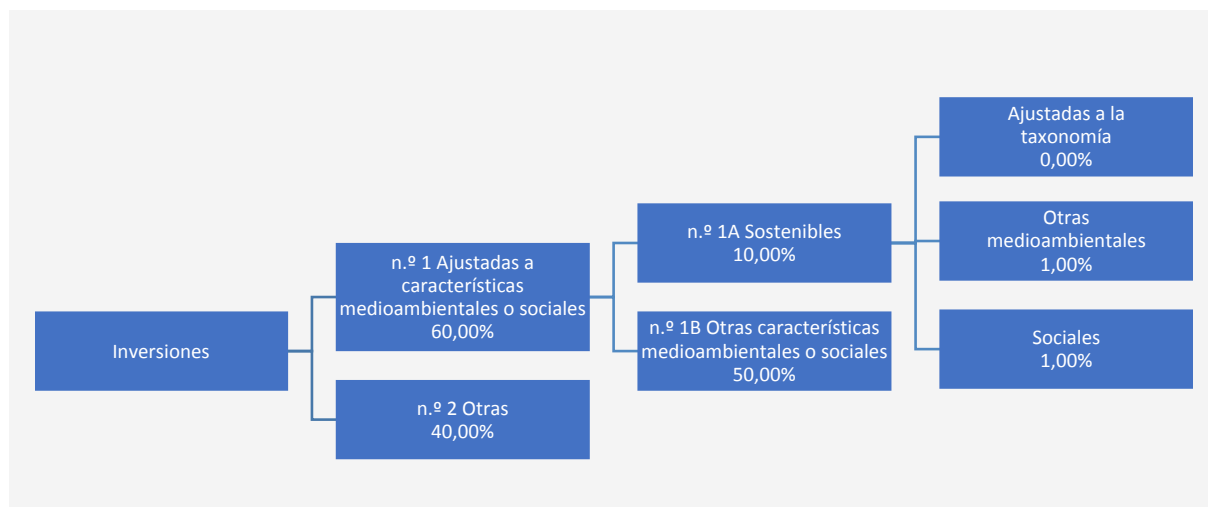 Inversiones
n.º 1 Ajustadas a
características
medioambientales o sociales
60,00%
n.º 2 Otras
40,00%
n.º 1A Sostenibles
10,00%
n.º 1B Otras características
medioambientales o sociales
50,00%
Ajustadas a la
taxonomía
0,00%
Otras
medioambientales
1,00%
Sociales
1,00%